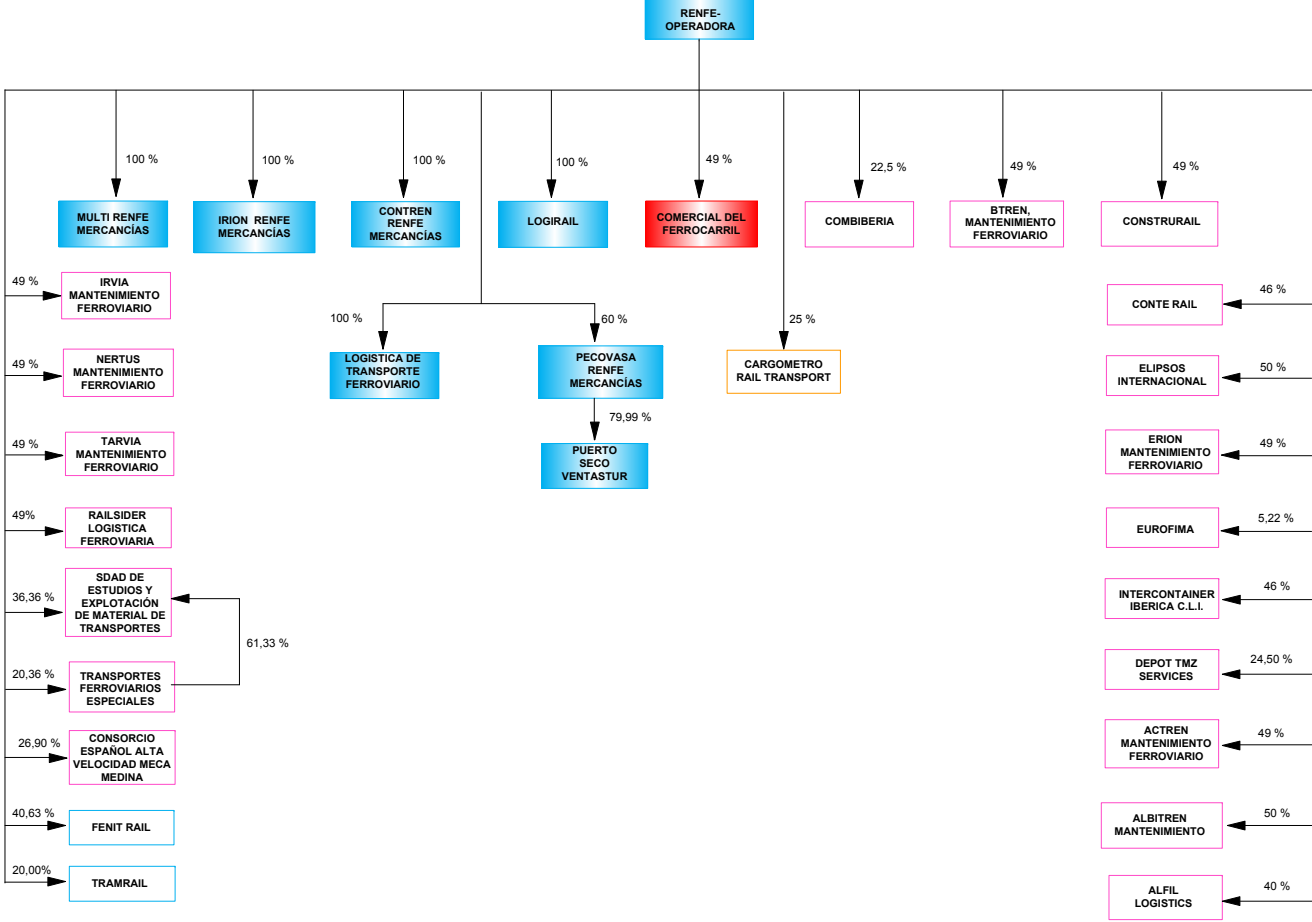 RENFE-
OPERADORA
100 %
100 %
100 %
100 %
49 %
22,5 %
49 %
49 %
MULTI RENFE
MERCANCÍAS
IRION RENFE
MERCANCÍAS
CONTREN
RENFE
MERCANCÍAS
LOGIRAIL
COMERCIAL DEL
FERROCARRIL
COMBIBERIA
BTREN,
MANTENIMIENTO
FERROVIARIO
CONSTRURAIL
49 %
IRVIA
MANTENIMIENTO
FERROVIARIO
100 %
60 %
25 %
CONTE RAIL
46 %
49 %
NERTUS
MANTENIMIENTO
FERROVIARIO
LOGISTICA DE
TRANSPORTE
FERROVIARIO
PECOVASA
RENFE
MERCANCÍAS
CARGOMETRO
RAIL TRANSPORT
ELIPSOS
INTERNACIONAL
50 %
79,99 %
49 %
TARVIA
MANTENIMIENTO
FERROVIARIO
PUERTO
SECO
VENTASTUR
ERION
MANTENIMIENTO
FERROVIARIO
49 %
49%
RAILSIDER
LOGISTICA
FERROVIARIA
EUROFIMA
5,22 %
36,36 %
SDAD DE
ESTUDIOS Y
EXPLOTACIÓN
DE MATERIAL DE
TRANSPORTES
INTERCONTAINER
IBERICA C.L.I.
46 %
61,33 %
20,36 %
TRANSPORTES
FERROVIARIOS
ESPECIALES
DEPOT TMZ
SERVICES
24,50 %
26,90 %
CONSORCIO
ESPAÑOL ALTA
VELOCIDAD MECA
MEDINA
ACTREN
MANTENIMIENTO
FERROVIARIO
49 %
40,63 %
FENIT RAIL
ALBITREN
MANTENIMIENTO
50 %
20,00%
TRAMRAIL
ALFIL
LOGISTICS
40 %